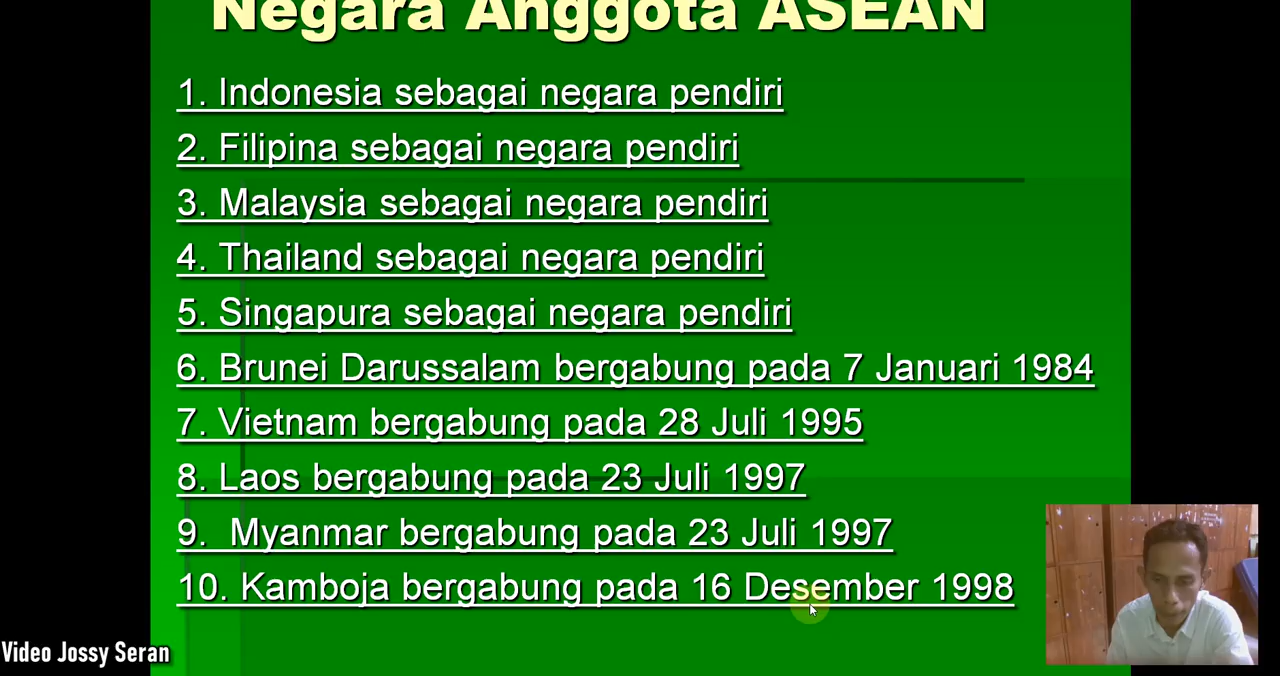 Negara Anggota ASEAN
1. Indonesia sebagai negara pendiri
2. Filipina sebagai negara pendiri
3. Malaysia sebagai negara pendiri
4. Thailand sebagai negara pendiri
5. Singapura sebagai negara pendiri
6. Brunei Darussalam bergabung pada 7 Januari 1984
7. Vietnam bergabung pada 28 Juli 1995
8. Laos bergabung pada 23 Juli 1997
9. Myanmar bergabung pada 23 Juli 1997
10. Kamboja bergabung pada 16 Desember 1998
Video Jossy Seran